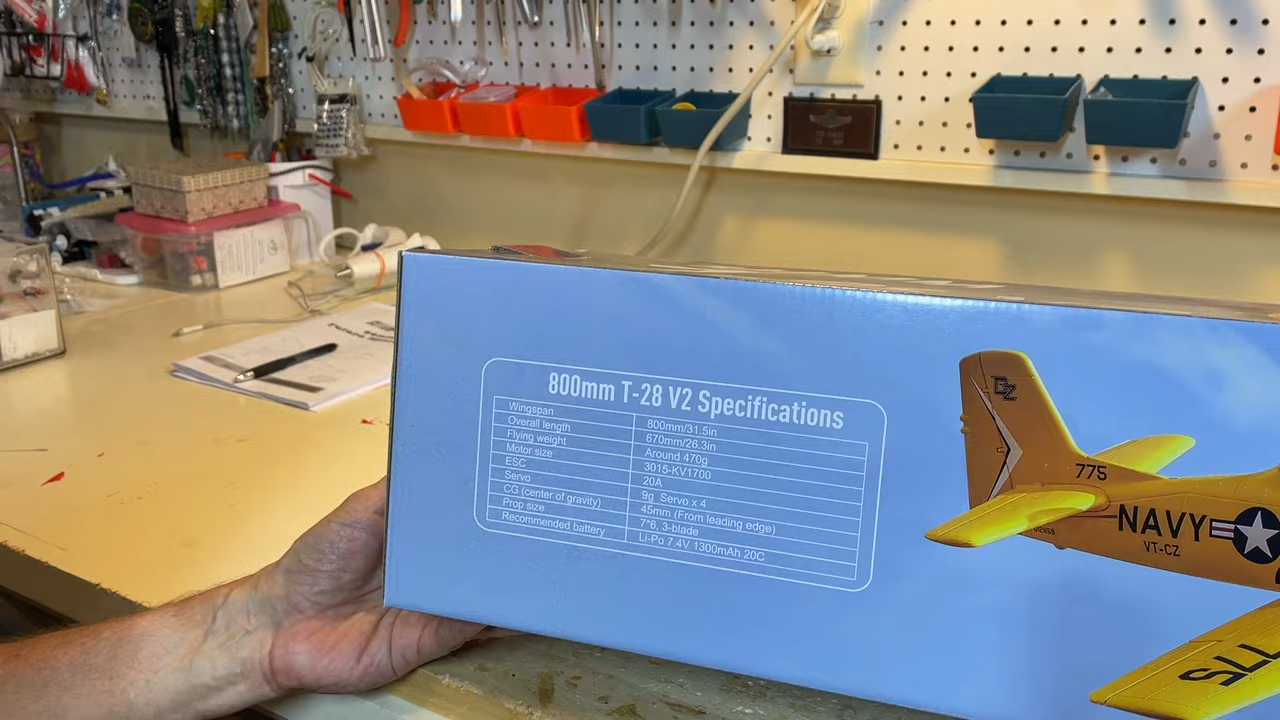 800mm T-28 V2 Specifications
Wingspan 800mm/31.5in
Overall length 670mm/26.3in
Flying weight Around 470g
Motor size 3015-KV1700
ESC 20A
Servo 9g Servo x 4
CG (center of gravity) 45mm (From leading edge)
Prop size 7*6, 3-blade
Recommended battery Li-Po 7.4V 1300mAh 20C
CZ
775
NAVY
VT-CZ
775